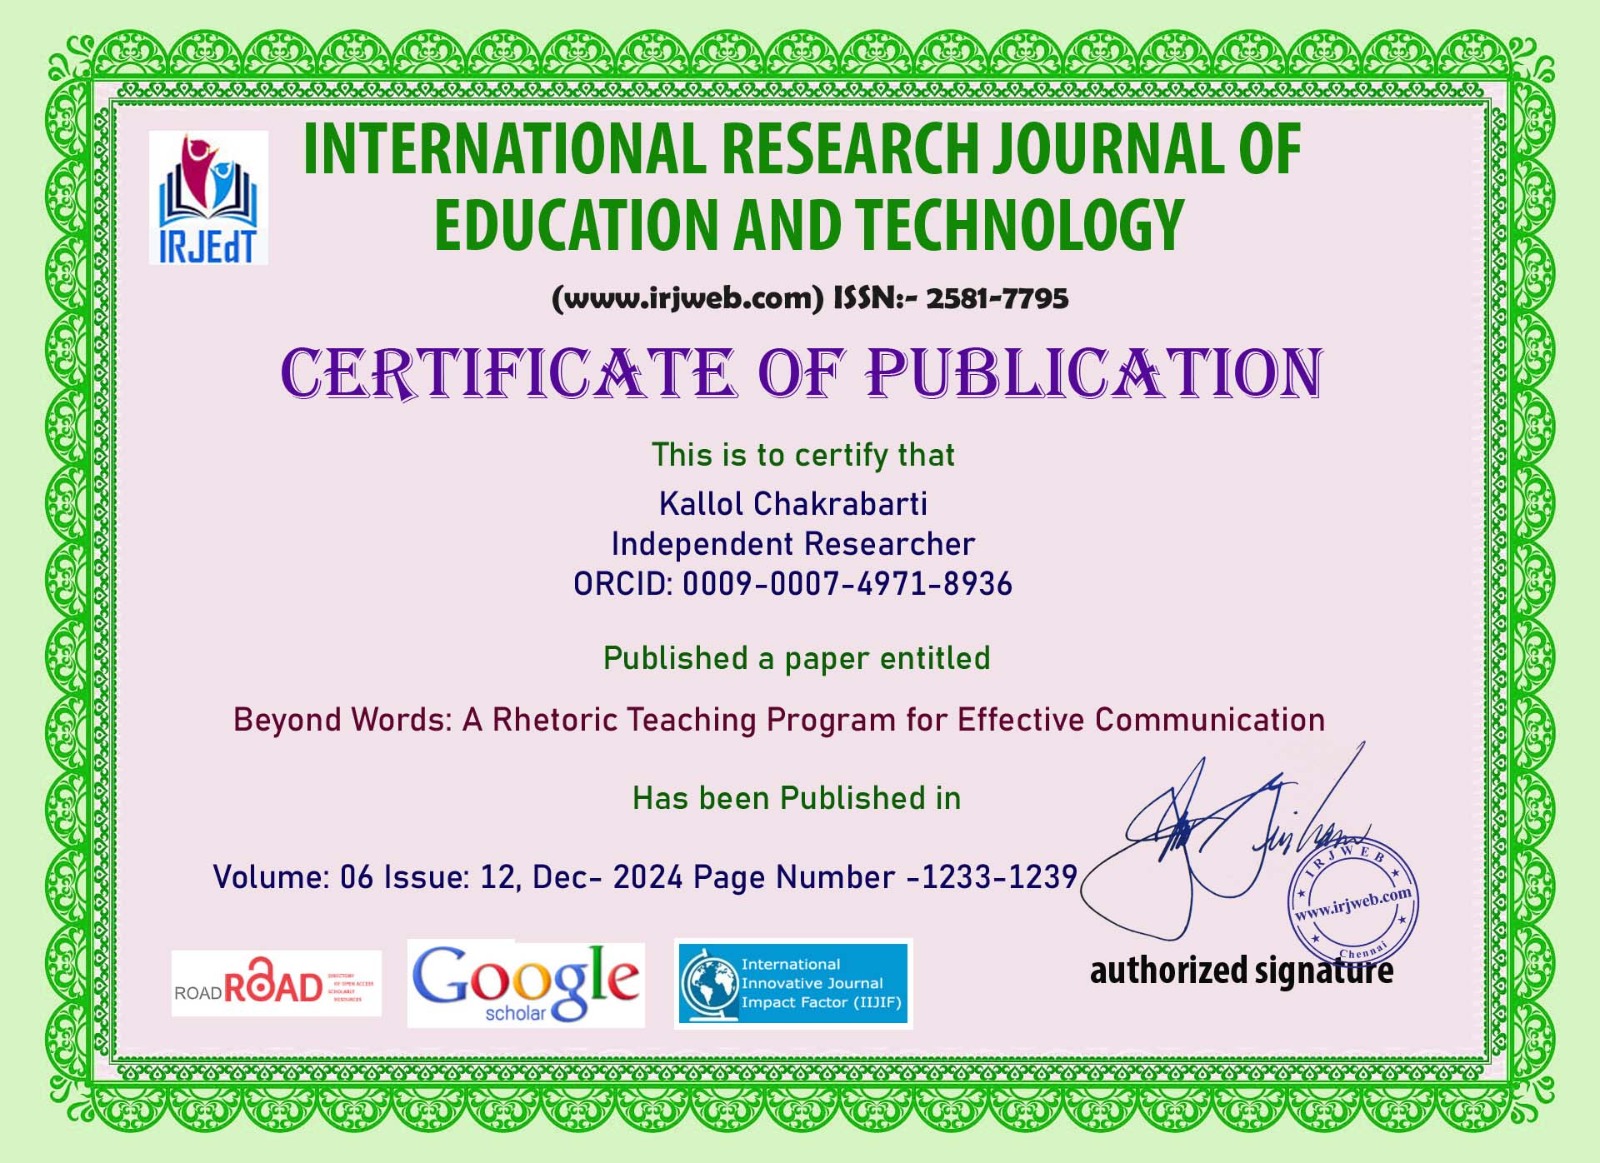 IRJEdT
INTERNATIONAL RESEARCH JOURNAL OF
EDUCATION AND TECHNOLOGY
(www.irjweb.com) ISSN:- 2581-7795
CERTIFICATE OF PUBLICATION
This is to certify that
Kallol Chakrabarti
Independent Researcher
ORCID: 0009-0007-4971-8936
Published a paper entitled
Beyond Words: A Rhetoric Teaching Program for Effective Communication
Has been Published in
Volume: 06 Issue: 12, Dec- 2024 Page Number -1233-1239
IRJWEB
www.irjweb.com
Chennai
authorized signature
ROAD ROAD
DIRECTORY
OF OPEN ACCESS
SCHOLARLY
RESOURCES
Google
scholar
International
Innovative Journal
Impact Factor (IIJIF)